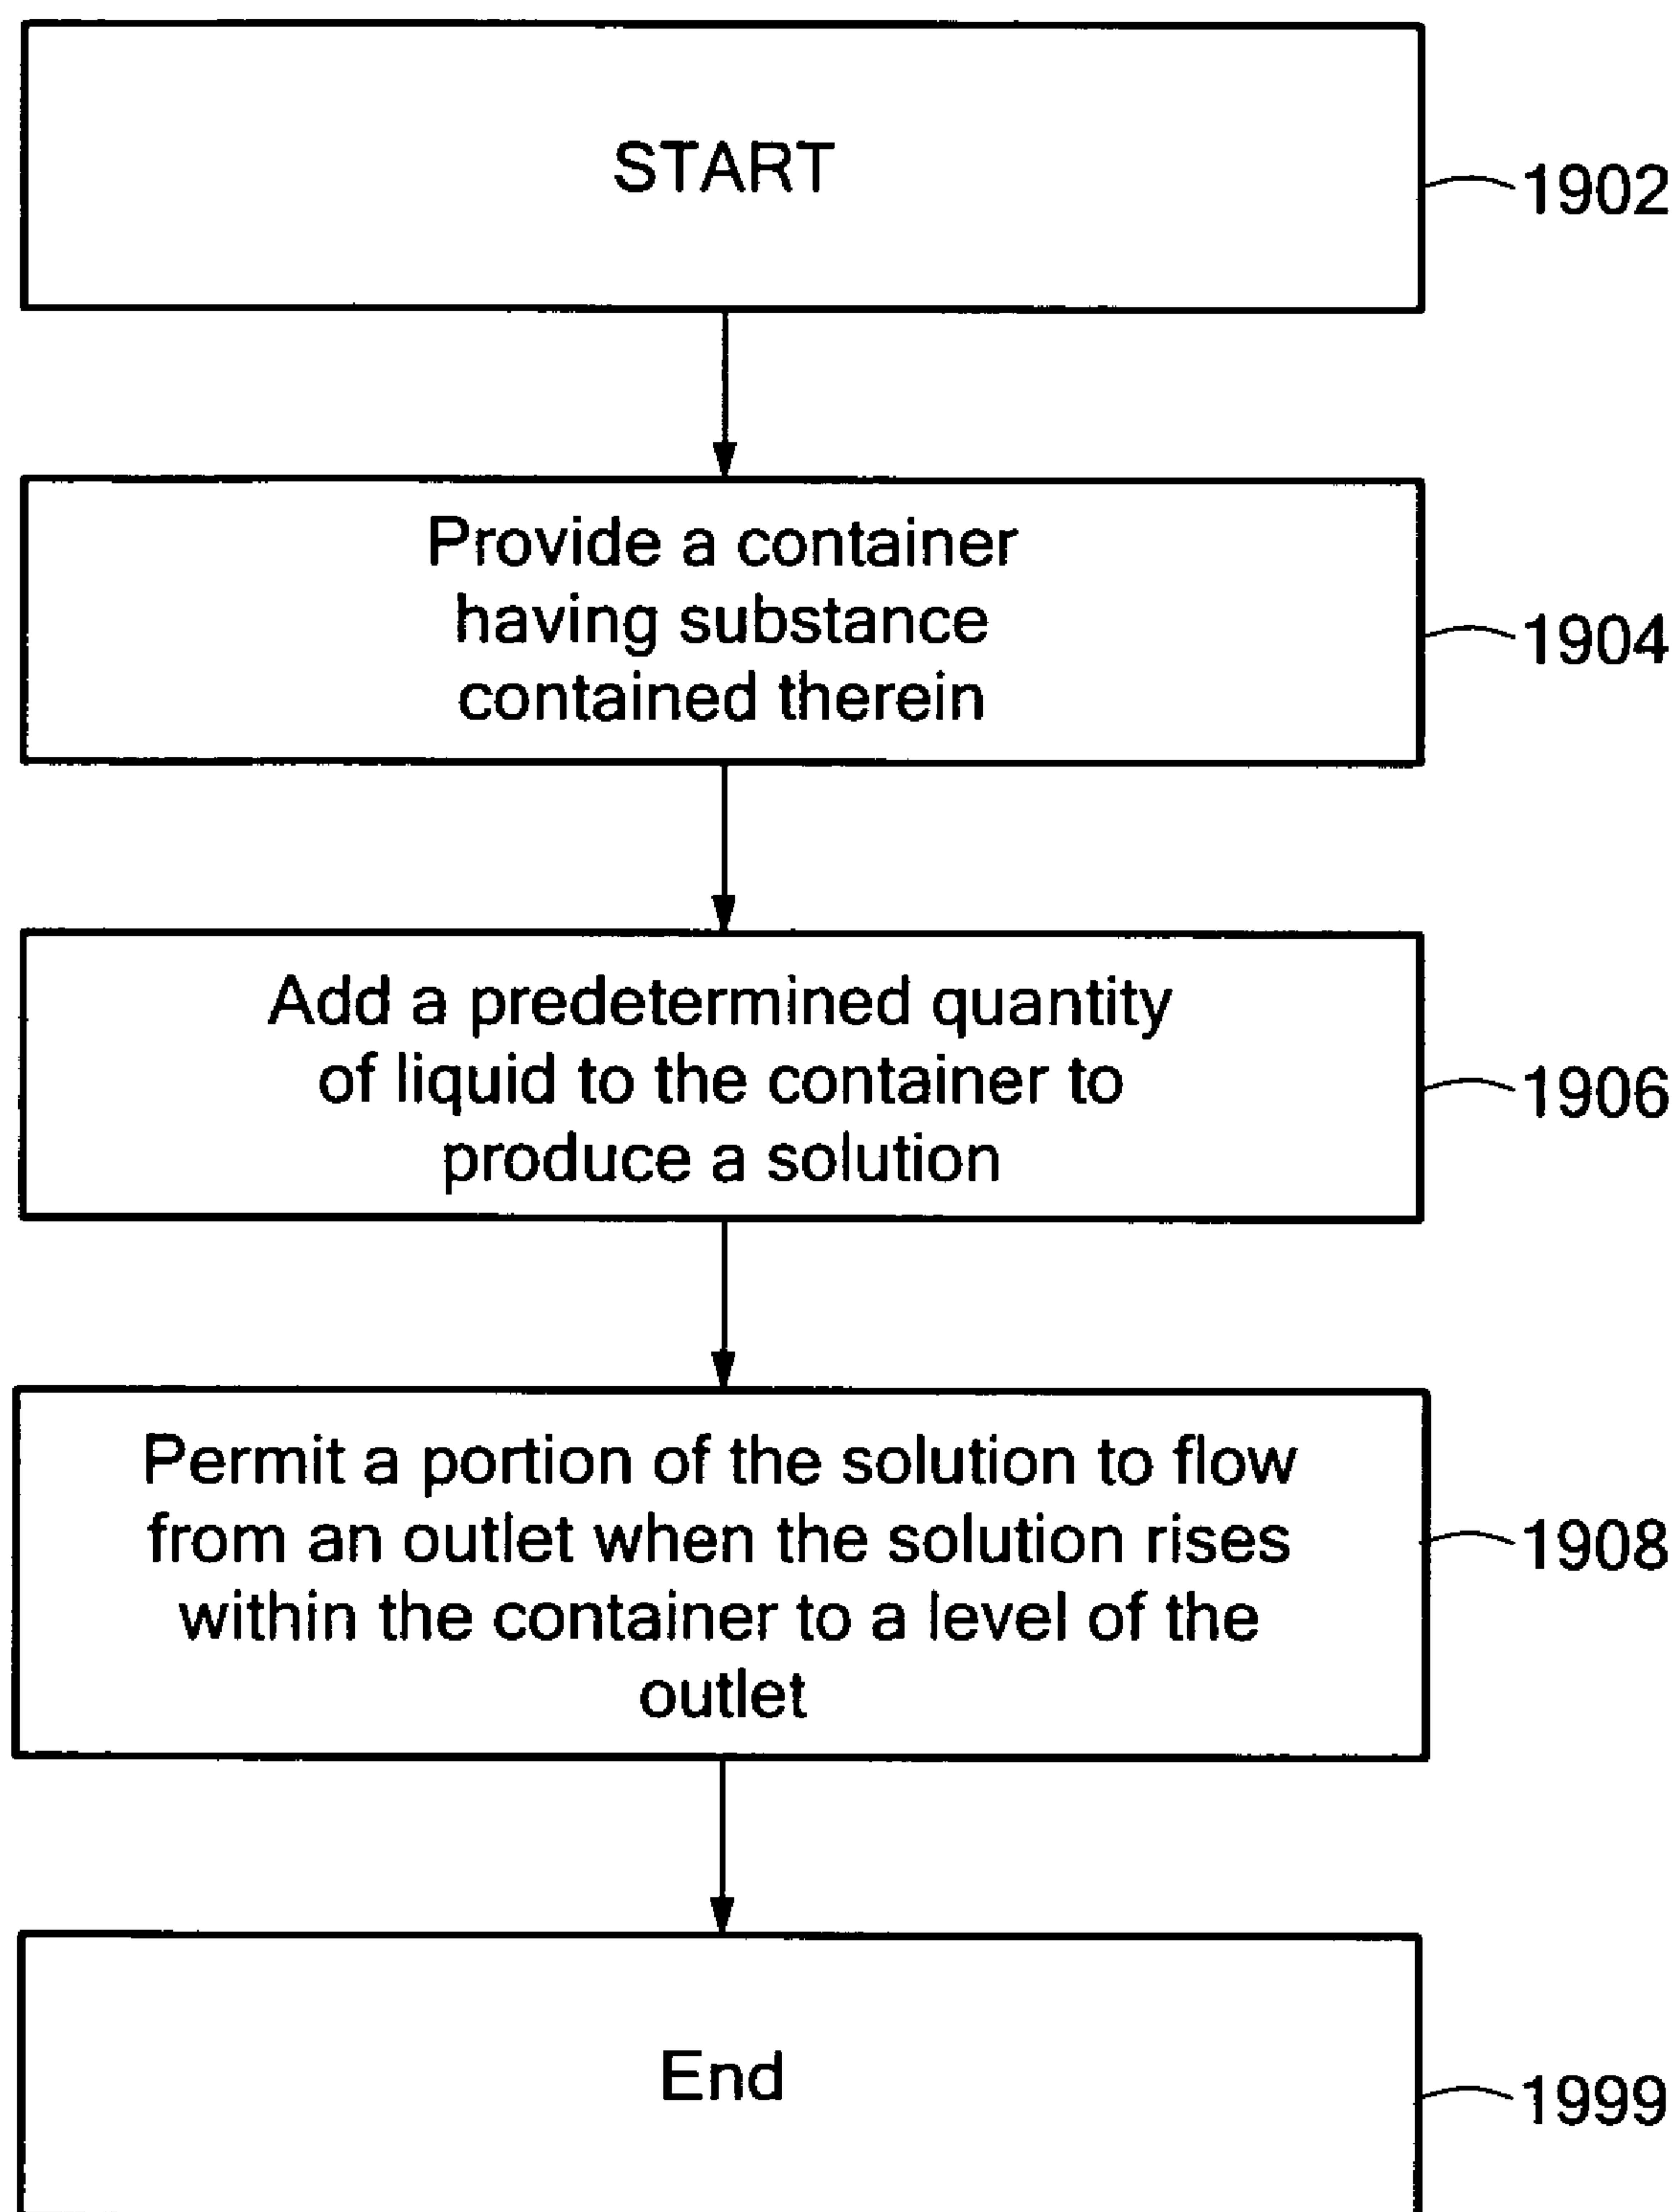 START
1902
Provide a container
having substance
contained therein
1904
Add a predetermined quantity
of liquid to the container to
produce a solution
1906
Permit a portion of the solution to flow
from an outlet when the solution rises
within the container to a level of the
outlet
1908
End
1999